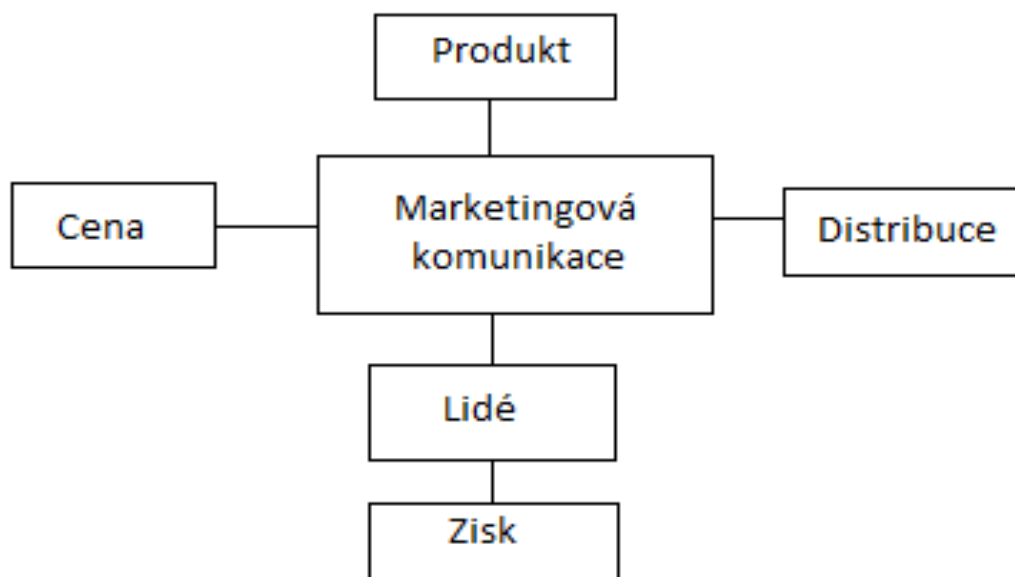 Produkt
Cena
Marketingová
komunikace
Distribuce
Lidé
Zisk